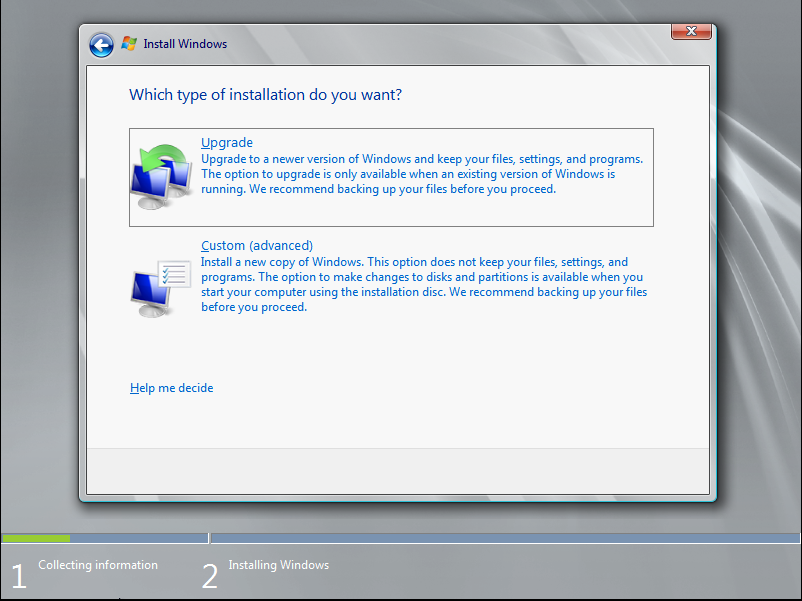 Install Windows
Which type of installation do you want?
Upgrade
Upgrade to a newer version of Windows and keep your files, settings, and programs.
The option to upgrade is only available when an existing version of Windows is
running. We recommend backing up your files before you proceed.
Custom (advanced)
Install a new copy of Windows. This option does not keep your files, settings, and
programs. The option to make changes to disks and partitions is available when you
start your computer using the installation disc. We recommend backing up your files
before you proceed.
Help me decide
1 Collecting information
2 Installing Windows